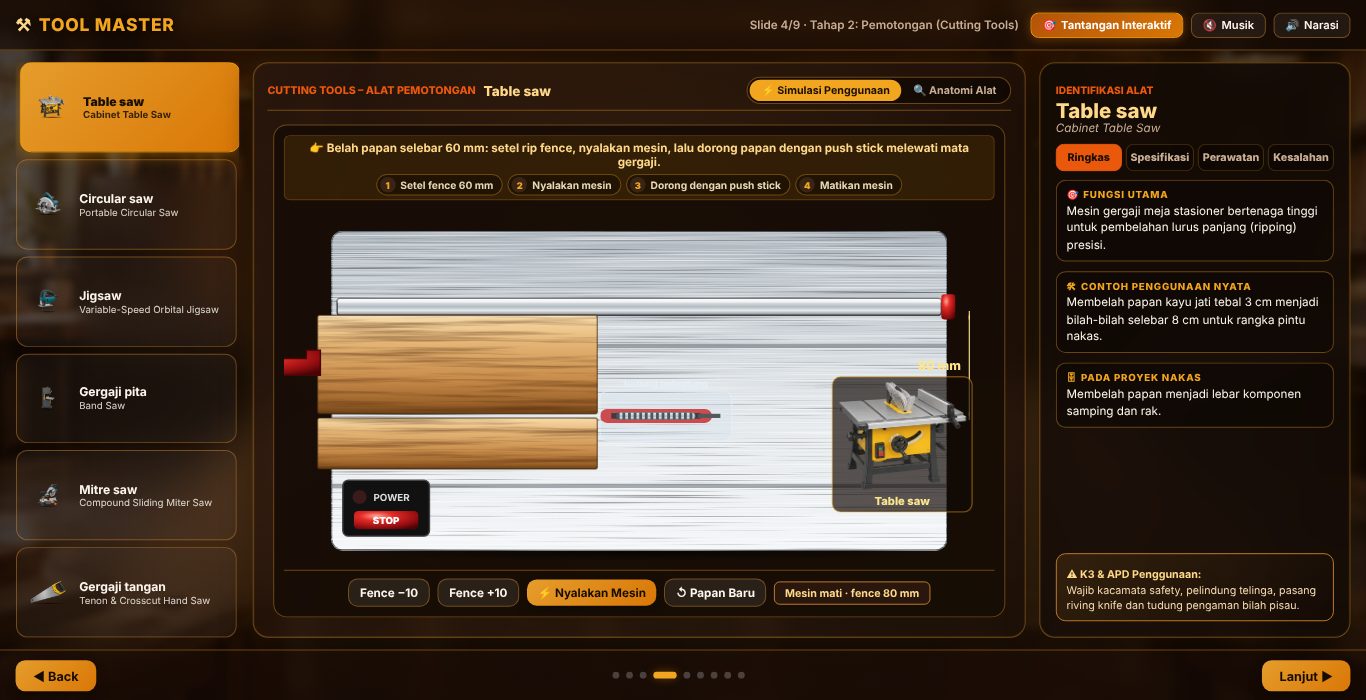 ⚒ TOOL MASTER
Slide 4/9 · Tahap 2: Pemotongan (Cutting Tools)
🎯 Tantangan Interaktif
🔇 Musik
🔊 Narasi
Table saw
Cabinet Table Saw
Circular saw
Portable Circular Saw
Jigsaw
Variable-Speed Orbital Jigsaw
Gergaji pita
Band Saw
Mitre saw
Compound Sliding Miter Saw
Gergaji tangan
Tenon & Crosscut Hand Saw
CUTTING TOOLS – ALAT PEMOTONGAN Table saw
⚡ Simulasi Penggunaan
🔍 Anatomi Alat
👉 Belah papan selebar 60 mm: setel rip fence, nyalakan mesin, lalu dorong papan dengan push stick melewati mata
gergaji.
1 Setel fence 60 mm
2 Nyalakan mesin
3 Dorong dengan push stick
4 Matikan mesin
mm
Table saw
POWER
STOP
Fence −10
Fence +10
⚡ Nyalakan Mesin
↺ Papan Baru
Mesin mati · fence 80 mm
IDENTIFIKASI ALAT
Table saw
Cabinet Table Saw
Ringkas
Spesifikasi
Perawatan
Kesalahan
🎯 FUNGSI UTAMA
Mesin gergaji meja stasioner bertenaga tinggi
untuk pembelahan lurus panjang (ripping)
presisi.
🛠 CONTOH PENGGUNAAN NYATA
Membelah papan kayu jati tebal 3 cm menjadi
bilah-bilah selebar 8 cm untuk rangka pintu
nakas.
🗄 PADA PROYEK NAKAS
Membelah papan menjadi lebar komponen
samping dan rak.
⚠ K3 & APD Penggunaan:
Wajib kacamata safety, pelindung telinga, pasang
riving knife dan tudung pengaman bilah pisau.
◀ Back
Lanjut ▶